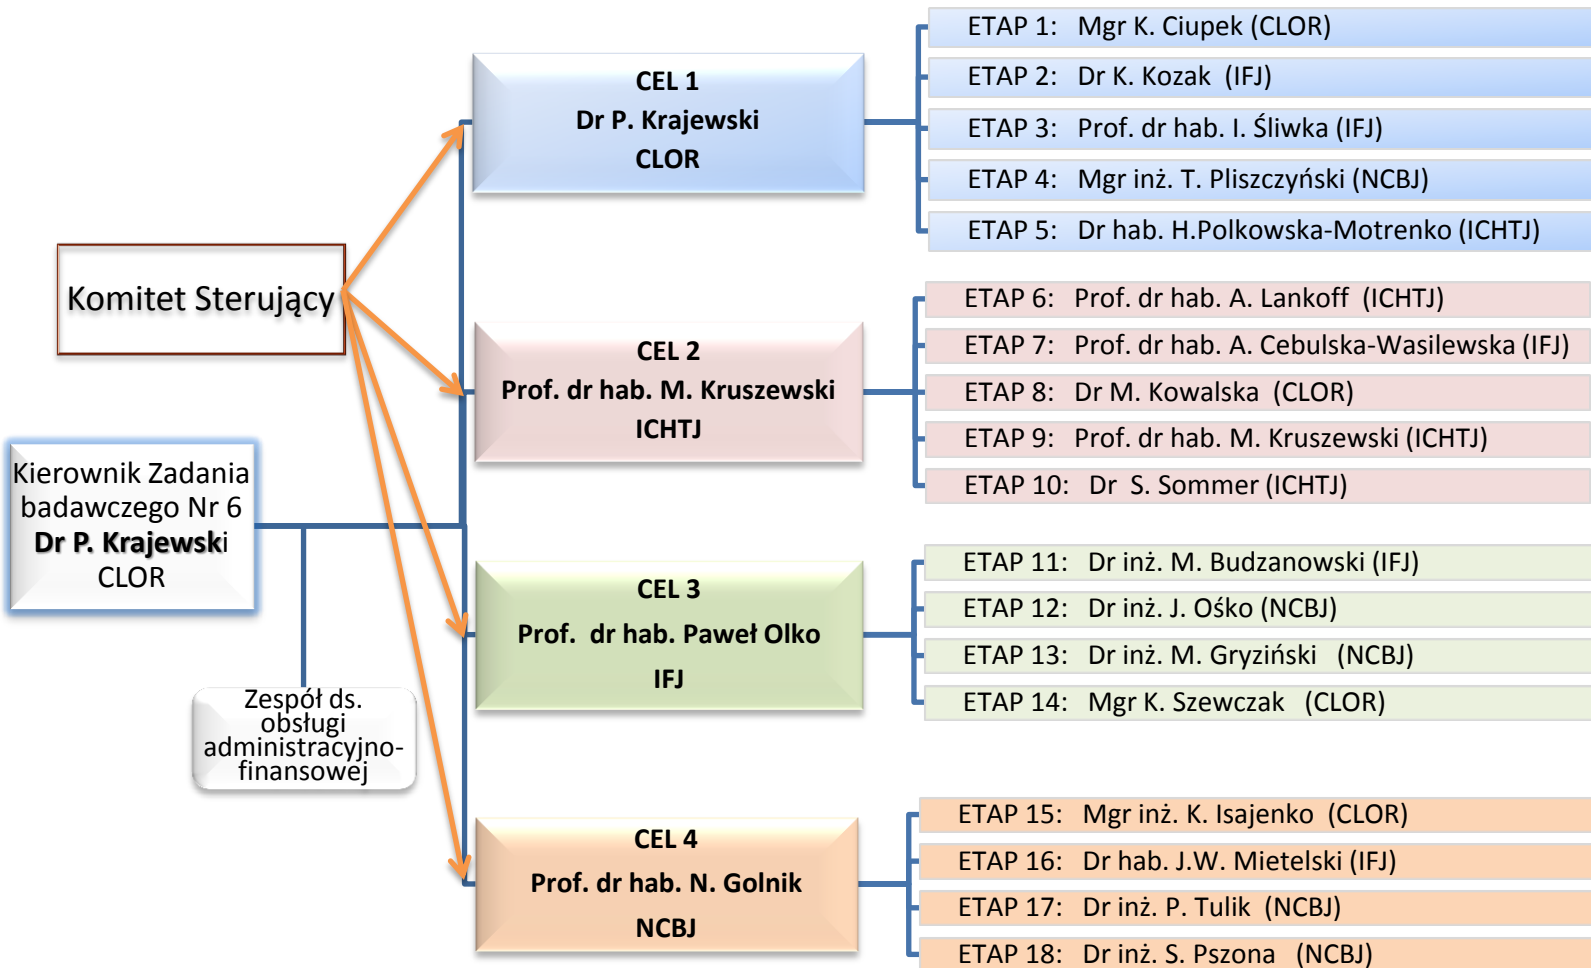 Komitet Sterujący
Kierownik Zadania
badawczego Nr 6
Dr P. Krajewski
CLOR
Zespół ds.
obsługi
administracyjno-
finansowej
CEL 1
Dr P. Krajewski
CLOR
ETAP 1: Mgr K. Ciupek (CLOR)
ETAP 2: Dr K. Kozak (IFJ)
ETAP 3: Prof. dr hab. I. Śliwka (IFJ)
ETAP 4: Mgr inż. T. Pliszczyński (NCBJ)
ETAP 5: Dr hab. H.Polkowska-Motrenko (ICHTJ)
CEL 2
Prof. dr hab. M. Kruszewski
ICHTJ
ETAP 6: Prof. dr hab. A. Lankoff (ICHTJ)
ETAP 7: Prof. dr hab. A. Cebulska-Wasilewska (IFJ)
ETAP 8: Dr M. Kowalska (CLOR)
ETAP 9: Prof. dr hab. M. Kruszewski (ICHTJ)
ETAP 10: Dr S. Sommer (ICHTJ)
CEL 3
Prof. dr hab. Paweł Olko
IFJ
ETAP 11: Dr inż. M. Budzanowski (IFJ)
ETAP 12: Dr inż. J. Ośko (NCBJ)
ETAP 13: Dr inż. M. Gryziński (NCBJ)
ETAP 14: Mgr K. Szewczak (CLOR)
CEL 4
Prof. dr hab. N. Golnik
NCBJ
ETAP 15: Mgr inż. K. Isajenko (CLOR)
ETAP 16: Dr hab. J.W. Mietelski (IFJ)
ETAP 17: Dr inż. P. Tulik (NCBJ)
ETAP 18: Dr inż. S. Pszona (NCBJ)